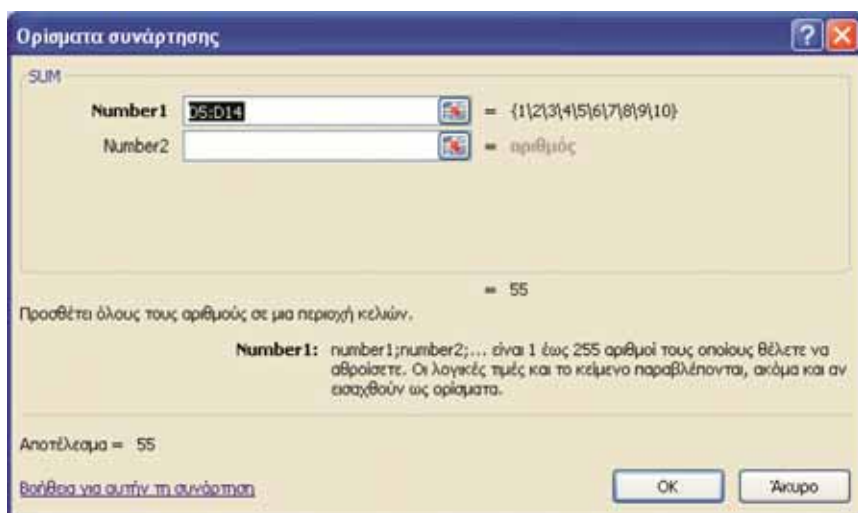 Ορίσματα συνάρτησης
SUM
Number1 D5:D14 = {1\2\3\4\5\6\7\8\9\10}
Number2 = αριθμός
= 55
Προσθέτει όλους τους αριθμούς σε μια περιοχή κελιών.
Number1: number1;number2;... είναι 1 έως 255 αριθμοί τους οποίους θέλετε να
αθροίσετε. Οι λογικές τιμές και το κείμενο παραβλέπονται, ακόμα και αν
εισαχθούν ως ορίσματα.
Αποτέλεσμα = 55
Βοήθεια για αυτήν τη συνάρτηση
OK Άκυρο